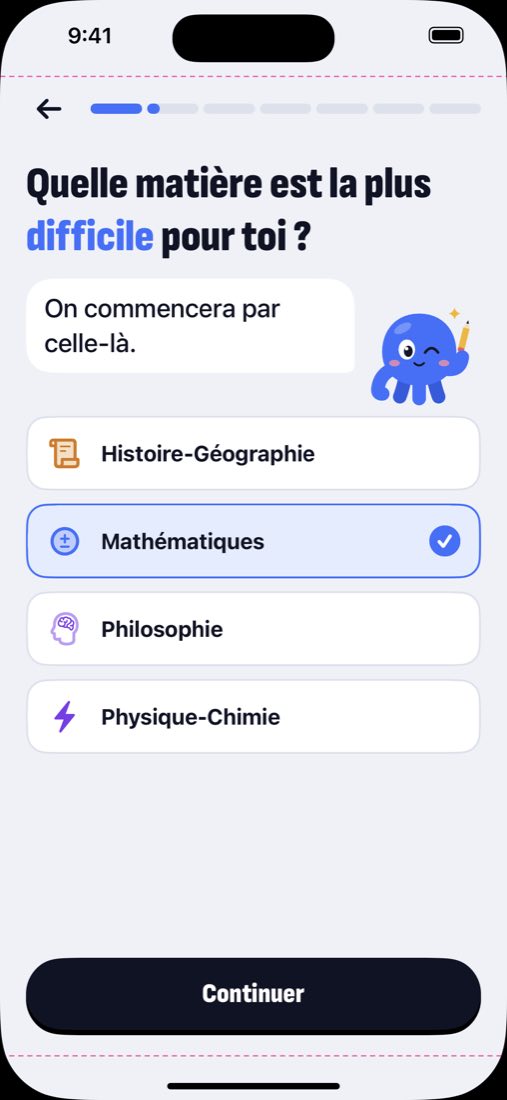 9:41
Quelle matière est la plus
difficile pour toi ?
On commencera par
celle-là.
Histoire-Géographie
Mathématiques
Philosophie
Physique-Chimie
Continuer